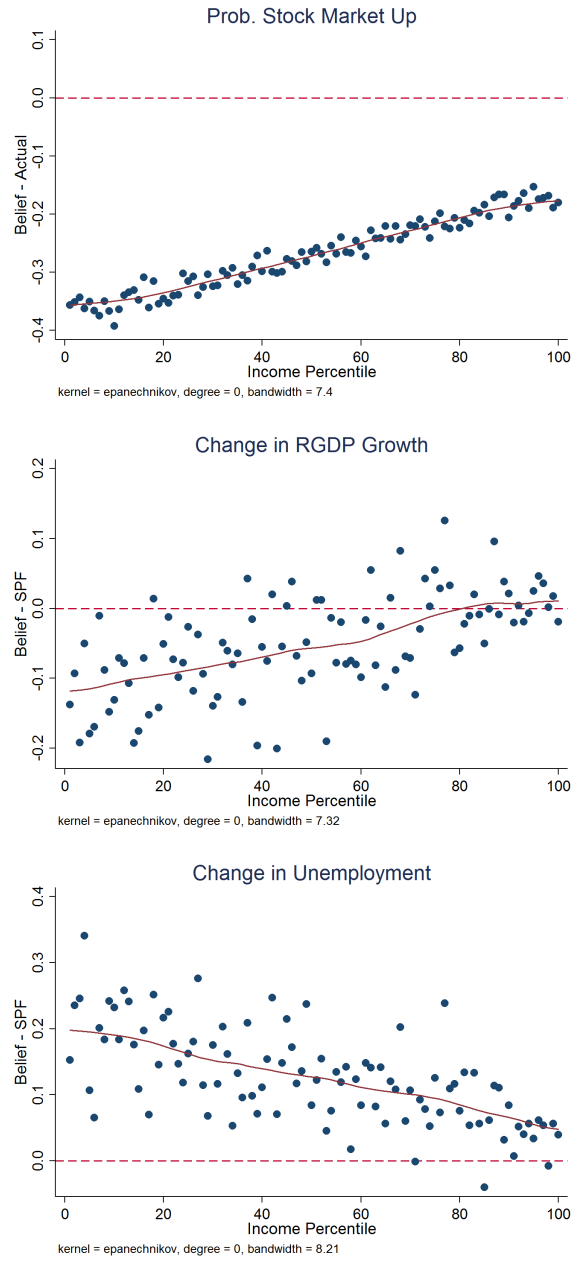 Prob. Stock Market Up
Belief - Actual
0.1
0.0
-0.1
-0.2
-0.3
-0.4
0 20 40 60 80 100
Income Percentile
kernel = epanechnikov, degree = 0, bandwidth = 7.4
Change in RGDP Growth
Belief - SPF
0.2
0.1
0.0
-0.1
-0.2
0 20 40 60 80 100
Income Percentile
kernel = epanechnikov, degree = 0, bandwidth = 7.32
Change in Unemployment
Belief - SPF
0.4
0.3
0.2
0.1
0.0
0 20 40 60 80 100
Income Percentile
kernel = epanechnikov, degree = 0, bandwidth = 8.21